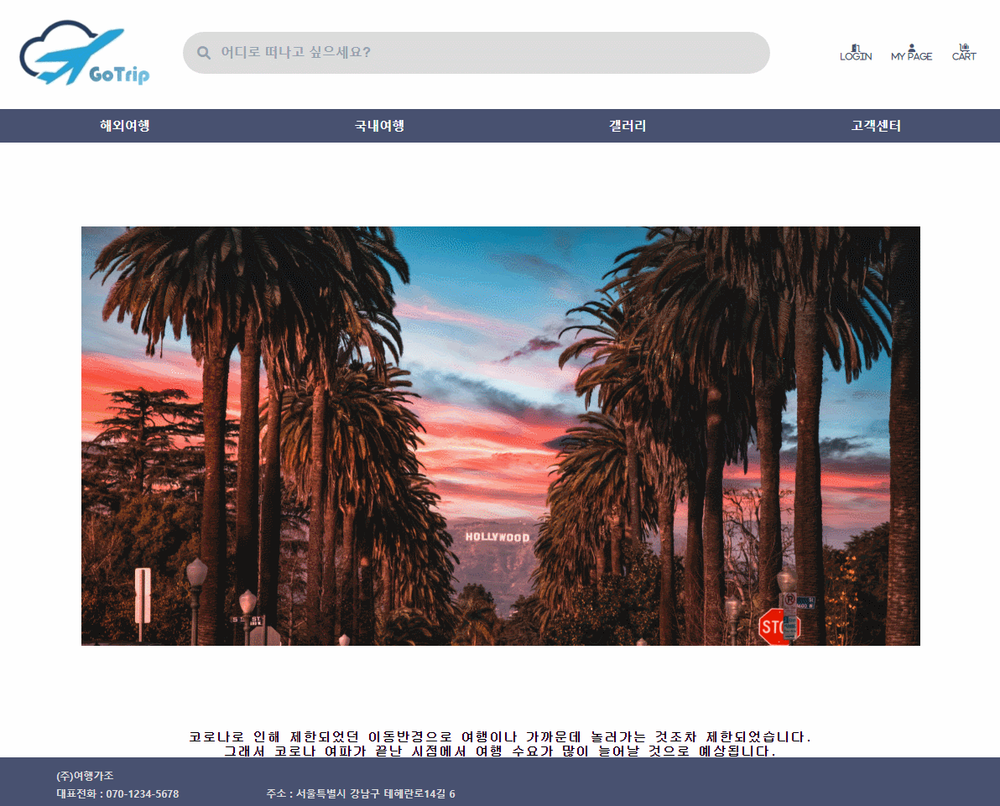 GoTrip
어디로 떠나고 싶으세요?
LOGIN MY PAGE CART
해외여행 국내여행 갤러리 고객센터
HOLLYWOOD
코로나로 인해 제한되었던 이동반경으로 여행이나 가까운데 놀러가는 것조차 제한되었습니다.
그래서 코로나 여파가 끝난 시점에서 여행 수요가 많이 늘어날 것으로 예상됩니다.
(주)여행가조
대표전화 : 070-1234-5678 주소 : 서울특별시 강남구 테헤란로14길 6